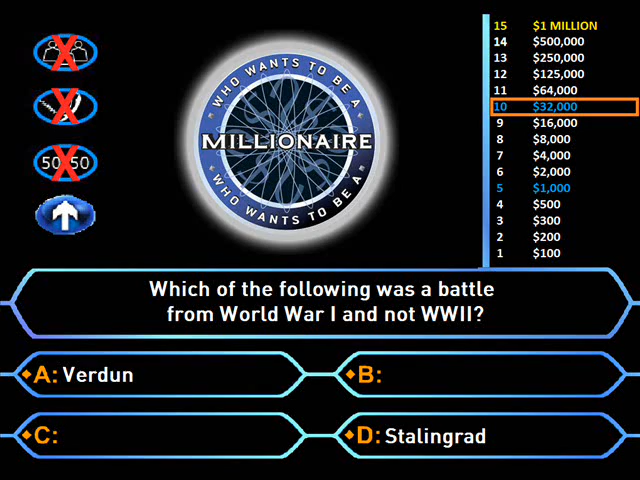 WHO WANTS TO BE A
MILLIONAIRE
WHO WANTS TO BE A
50 50
15 $1 MILLION
14 $500,000
13 $250,000
12 $125,000
11 $64,000
10 $32,000
9 $16,000
8 $8,000
7 $4,000
6 $2,000
5 $1,000
4 $500
3 $300
2 $200
1 $100
Which of the following was a battle
from World War I and not WWII?
A: Verdun
B:
C:
D: Stalingrad